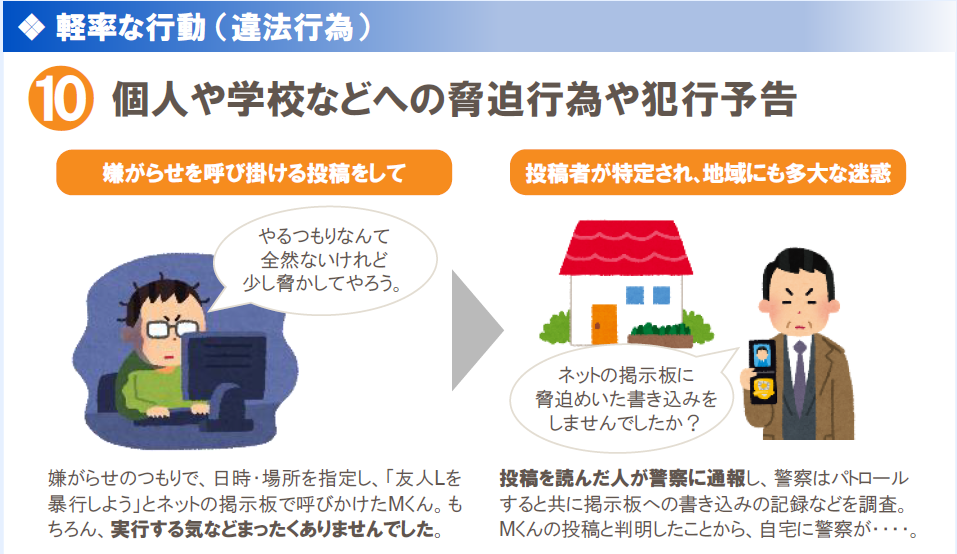 ❖ 軽率な行動（違法行為）
10 個人や学校などへの脅迫行為や犯行予告
嫌がらせを呼び掛ける投稿をして
やるつもりなんて
全然ないけれど
少し脅かしてやろう。
嫌がらせのつもりで、日時・場所を指定し、「友人Lを
暴行しよう」とネットの掲示板で呼びかけたMくん。も
ちろん、実行する気などまったくありませんでした。
投稿者が特定され、地域にも多大な迷惑
ネットの掲示板に
脅迫めいた書き込みを
しませんでしたか？
投稿を読んだ人が警察に通報し、警察はパトロール
すると共に掲示板への書き込みの記録などを調査。
Mくんの投稿と判明したことから、自宅に警察が‥‥。